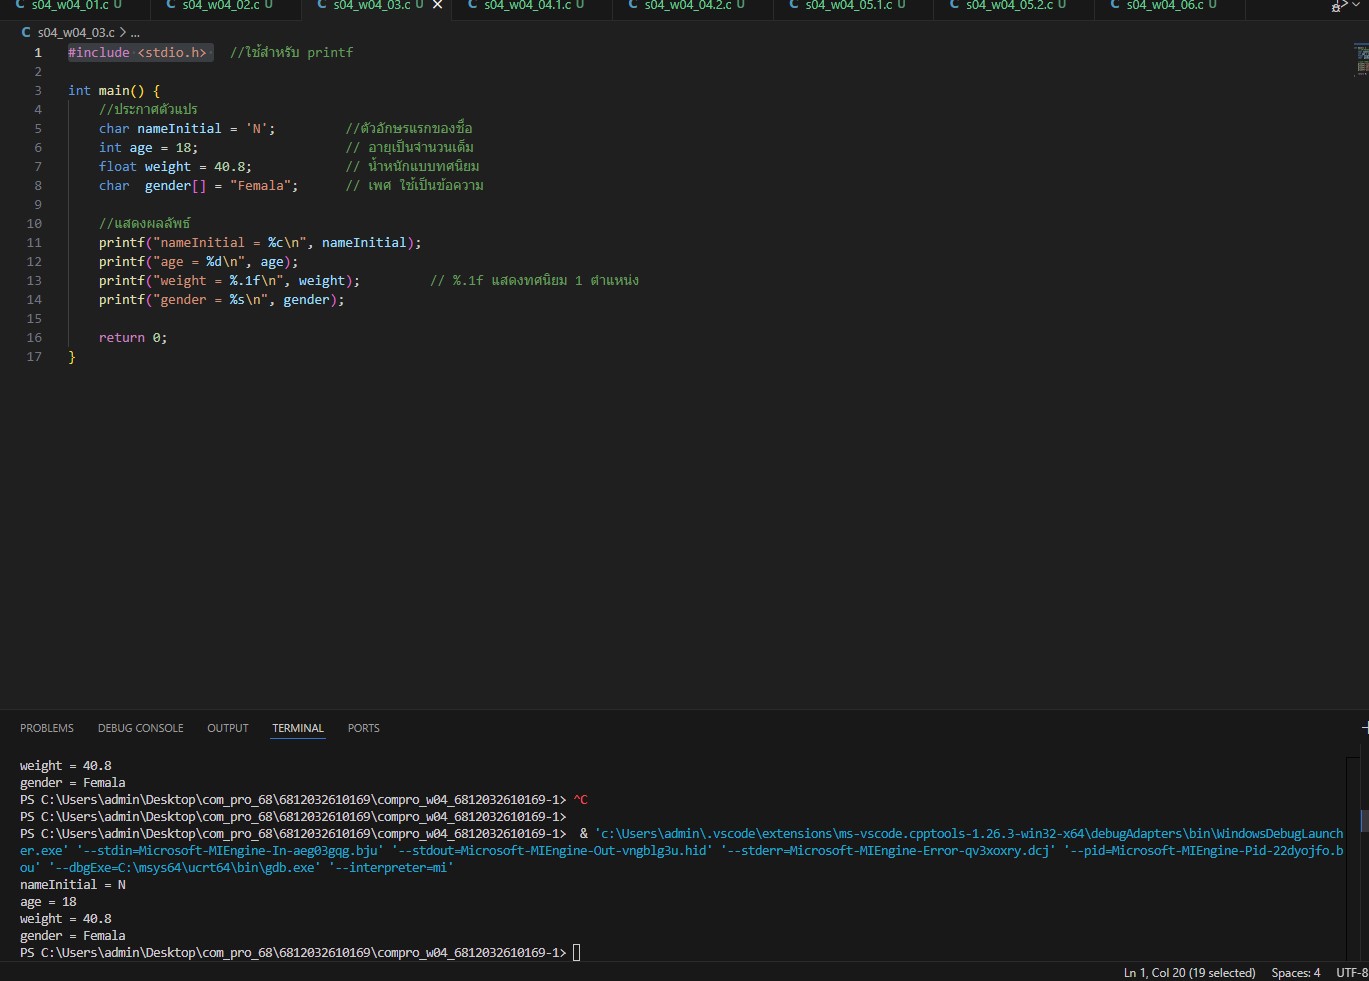 C s04_w04_01.c U C s04_w04_02.c U C s04_w04_03.c U × C s04_w04_04.1.c U C s04_w04_04.2.c U C s04_w04_05.1.c U C s04_w04_05.2.c U C s04_w04_06.c U
C s04_w04_03.c > ...
1 #include <stdio.h> //ใช้สำหรับ printf
2
3 int main() {
4 //ประกาศตัวแปร
5 char nameInitial = 'N'; //ตัวอักษรแรกของชื่อ
6 int age = 18; // อายุเป็นจำนวนเต็ม
7 float weight = 40.8; // น้ำหนักแบบทศนิยม
8 char gender[] = "Femala"; // เพศ ใช้เป็นข้อความ
9
10 //แสดงผลลัพธ์
11 printf("nameInitial = %c\n", nameInitial);
12 printf("age = %d\n", age);
13 printf("weight = %.1f\n", weight); // %.1f แสดงทศนิยม 1 ตำแหน่ง
14 printf("gender = %s\n", gender);
15
16 return 0;
17 }
PROBLEMS DEBUG CONSOLE OUTPUT TERMINAL PORTS
weight = 40.8
gender = Femala
PS C:\Users\admin\Desktop\com_pro_68\6812032610169\compro_w04_6812032610169-1> ^C
PS C:\Users\admin\Desktop\com_pro_68\6812032610169\compro_w04_6812032610169-1>
PS C:\Users\admin\Desktop\com_pro_68\6812032610169\compro_w04_6812032610169-1> & 'c:\Users\admin\.vscode\extensions\ms-vscode.cpptools-1.26.3-win32-x64\debugAdapters\bin\WindowsDebugLaunch
er.exe' '--stdin=Microsoft-MIEngine-In-aeg03gqg.bju' '--stdout=Microsoft-MIEngine-Out-vngblg3u.hid' '--stderr=Microsoft-MIEngine-Error-qv3xoxry.dcj' '--pid=Microsoft-MIEngine-Pid-22dyojfo.b
ou' '--dbgExe=C:\msys64\ucrt64\bin\gdb.exe' '--interpreter=mi'
nameInitial = N
age = 18
weight = 40.8
gender = Femala
PS C:\Users\admin\Desktop\com_pro_68\6812032610169\compro_w04_6812032610169-1>
Ln 1, Col 20 (19 selected) Spaces: 4 UTF-8